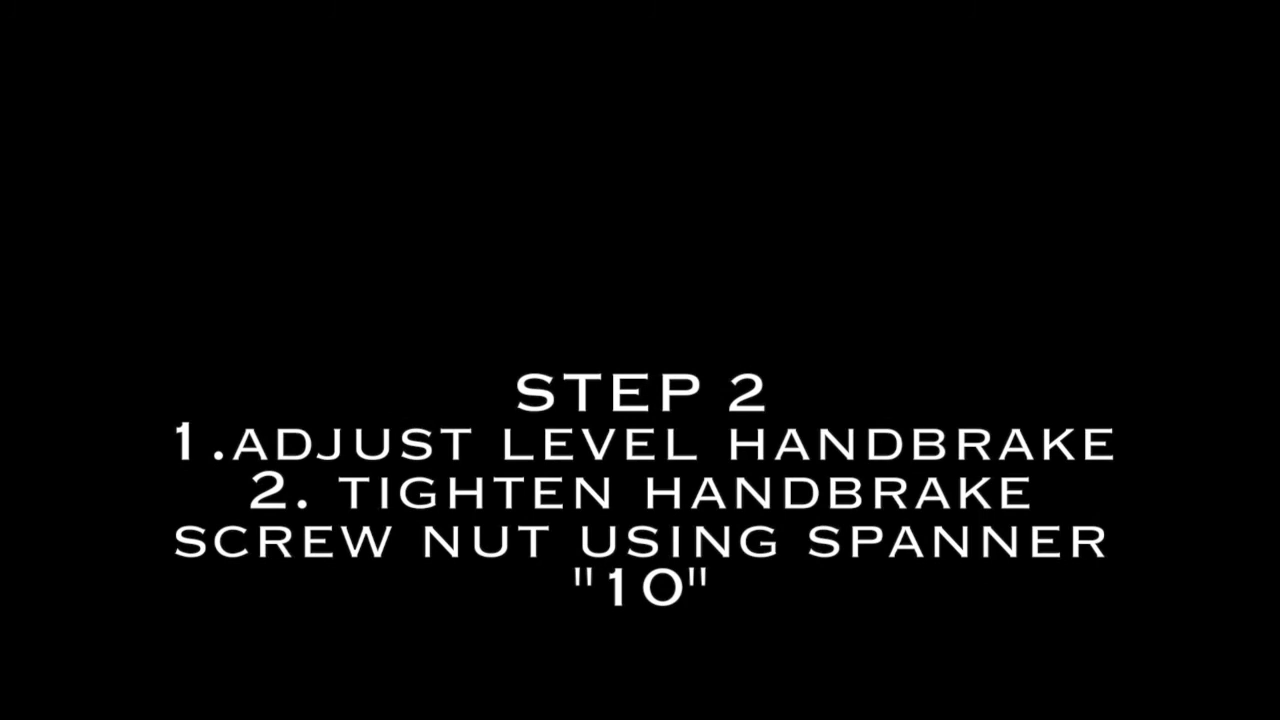 STEP 2
1.ADJUST LEVEL HANDBRAKE
2. TIGHTEN HANDBRAKE
SCREW NUT USING SPANNER
"10"